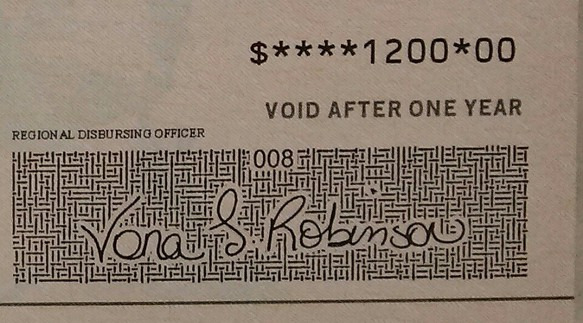 $****1200*00
VOID AFTER ONE YEAR
REGIONAL DISBURSING OFFICER
008
Vona S. Robinson